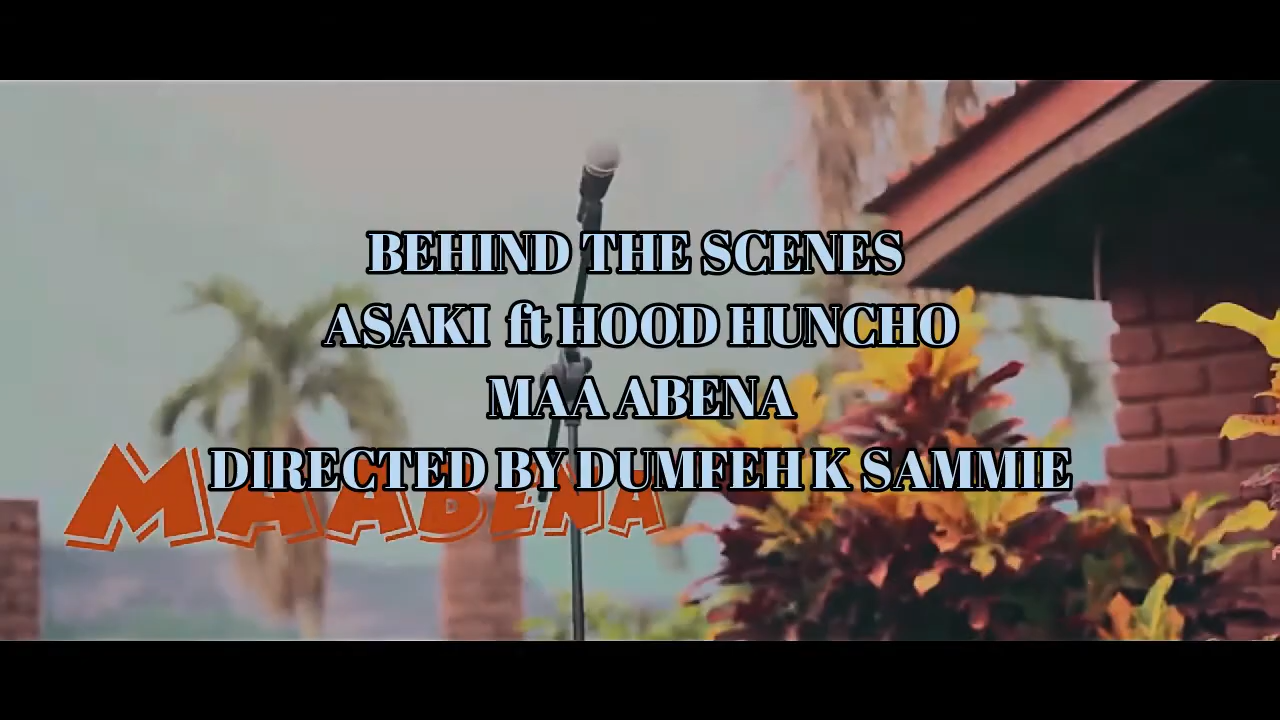 BEHIND THE SCENES
ASAKI ft HOOD HUNCHO
MAA ABENA
DIRECTED BY DUMFEH K SAMMIE
MAABENA